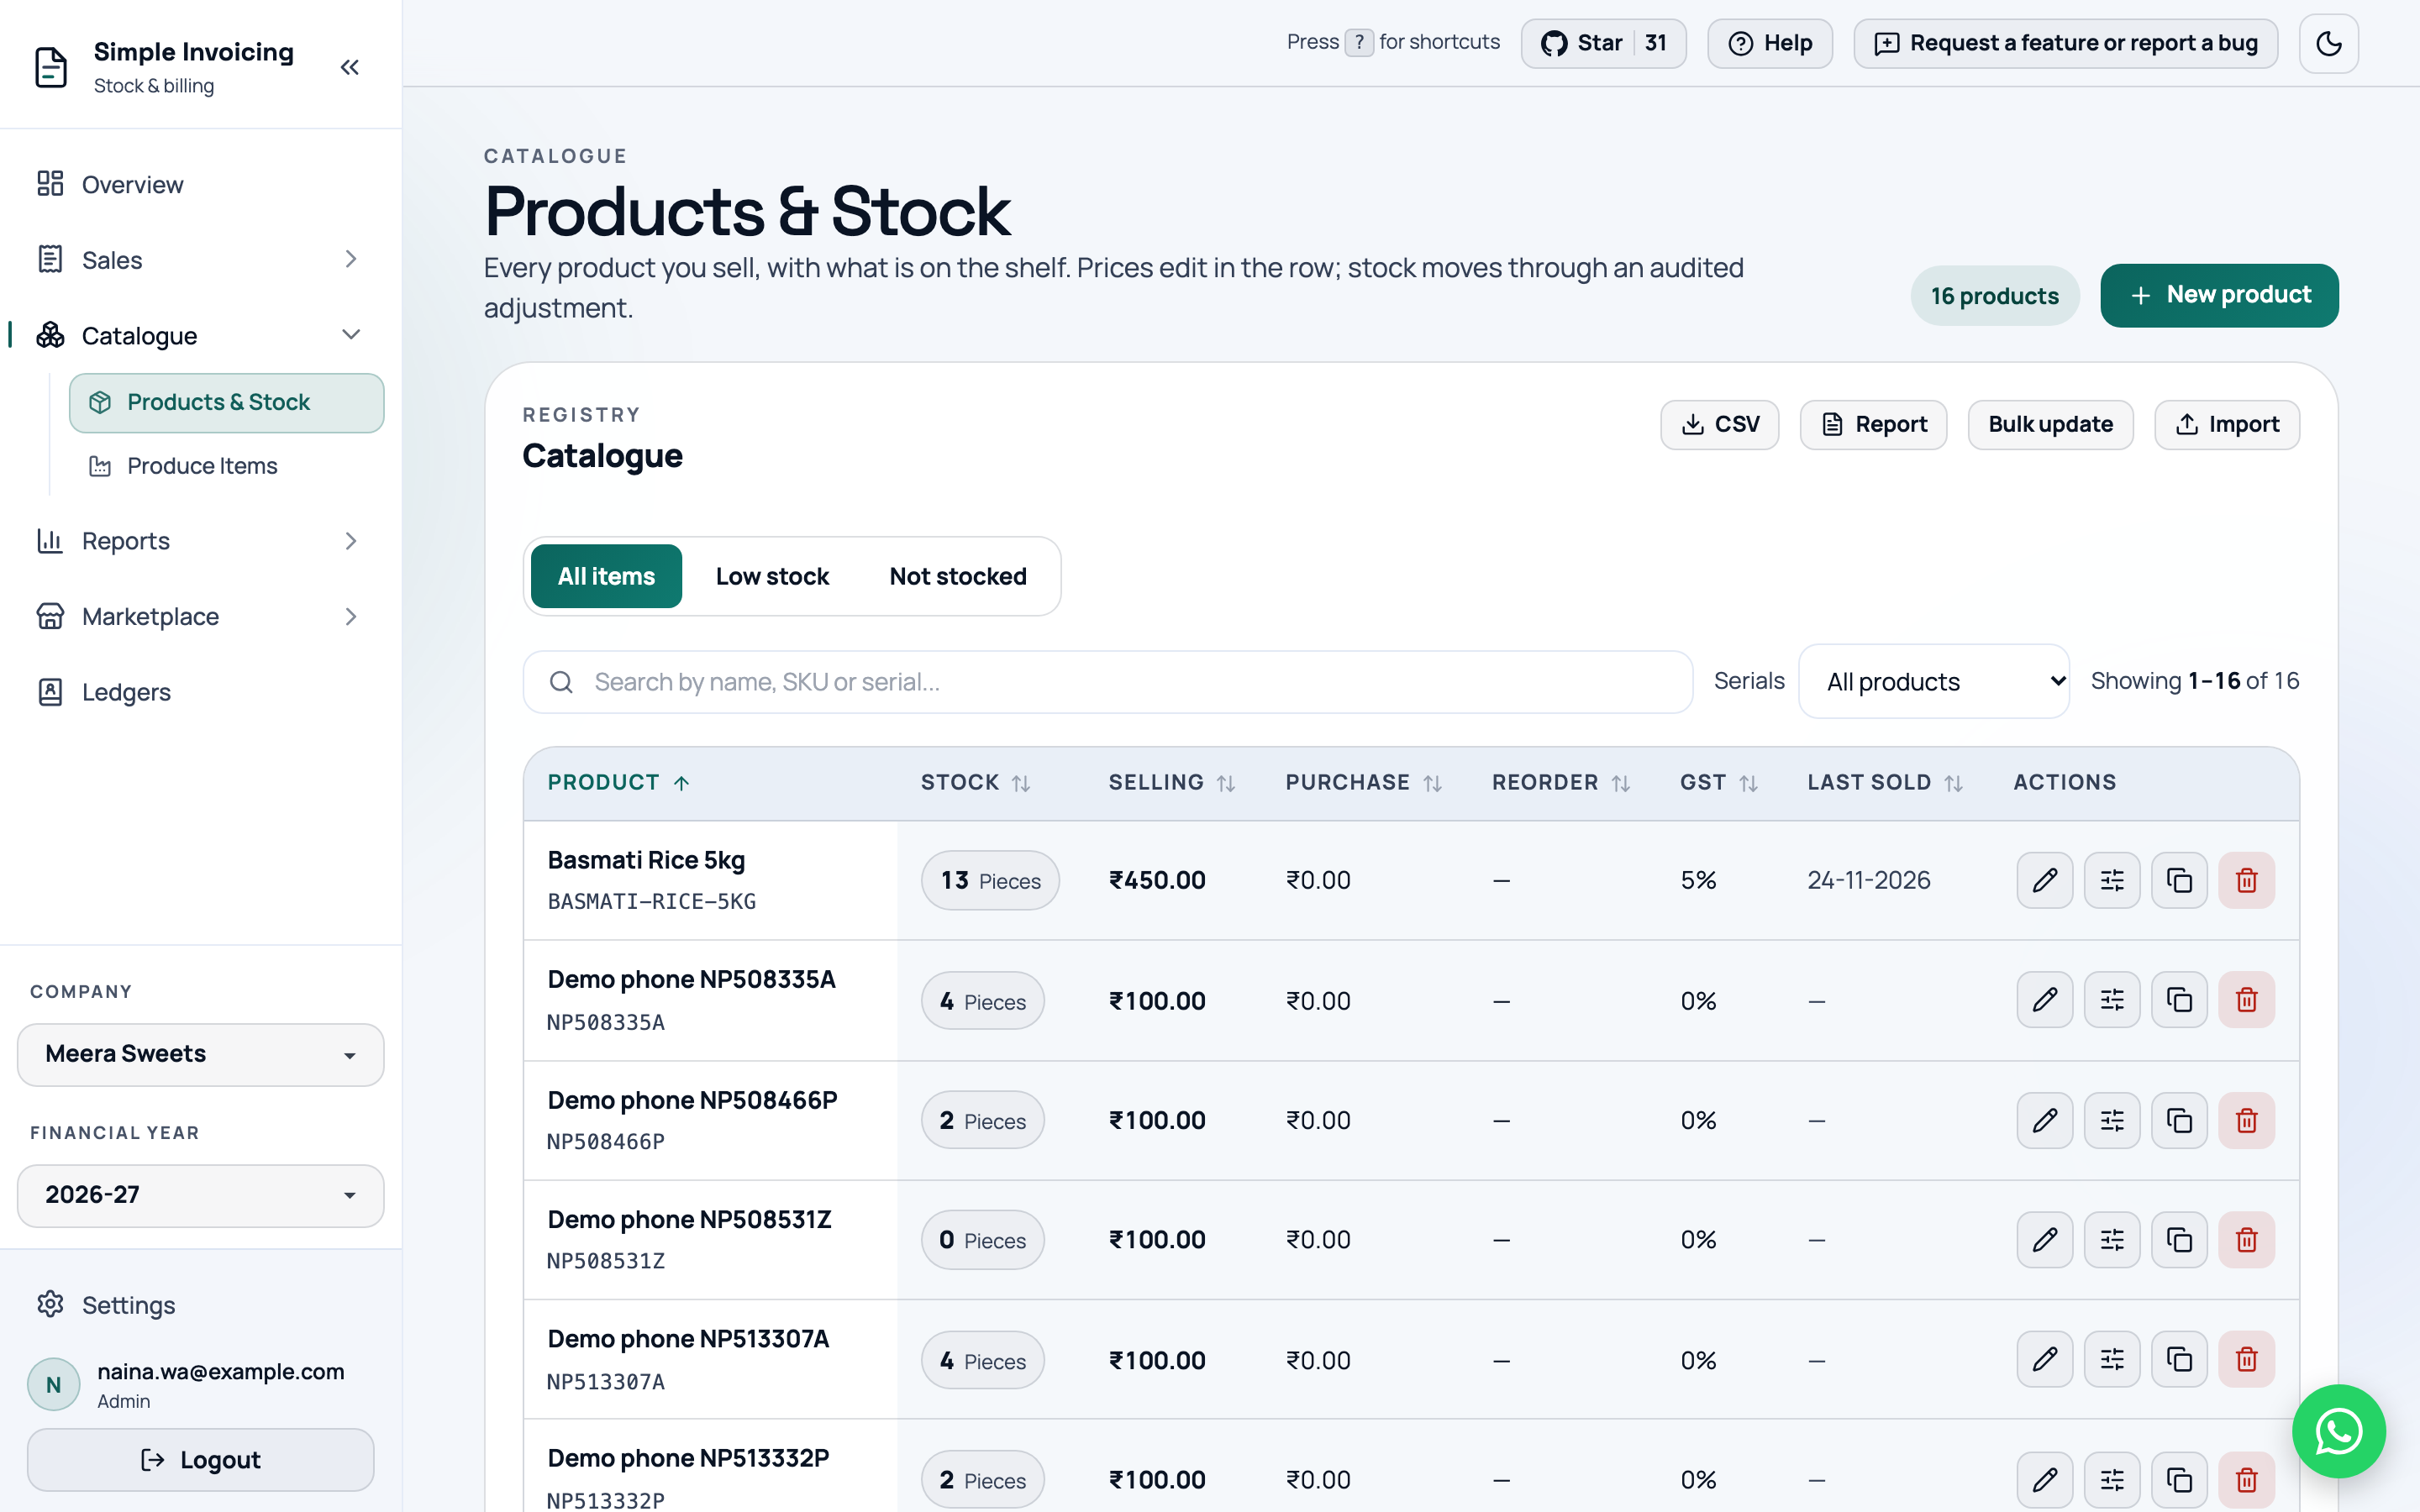 Simple Invoicing
Stock & billing
Overview
Sales
Catalogue
Products & Stock
Produce Items
Reports
Marketplace
Ledgers
COMPANY
Meera Sweets
FINANCIAL YEAR
2026-27
Settings
N
naina.wa@example.com
Admin
Logout
Press ? for shortcuts
Star 31
Help
Request a feature or report a bug
CATALOGUE
Products & Stock
Every product you sell, with what is on the shelf. Prices edit in the row; stock moves through an audited
adjustment.
16 products
+ New product
REGISTRY
Catalogue
CSV
Report
Bulk update
Import
All items
Low stock
Not stocked
Search by name, SKU or serial...
Serials
All products
Showing 1–16 of 16
PRODUCT STOCK SELLING PURCHASE REORDER GST LAST SOLD ACTIONS
Basmati Rice 5kg
BASMATI-RICE-5KG
13 Pieces ₹450.00 ₹0.00 — 5% 24-11-2026
Demo phone NP508335A
NP508335A
4 Pieces ₹100.00 ₹0.00 — 0% —
Demo phone NP508466P
NP508466P
2 Pieces ₹100.00 ₹0.00 — 0% —
Demo phone NP508531Z
NP508531Z
0 Pieces ₹100.00 ₹0.00 — 0% —
Demo phone NP513307A
NP513307A
4 Pieces ₹100.00 ₹0.00 — 0% —
Demo phone NP513332P
NP513332P
2 Pieces ₹100.00 ₹0.00 — 0% —